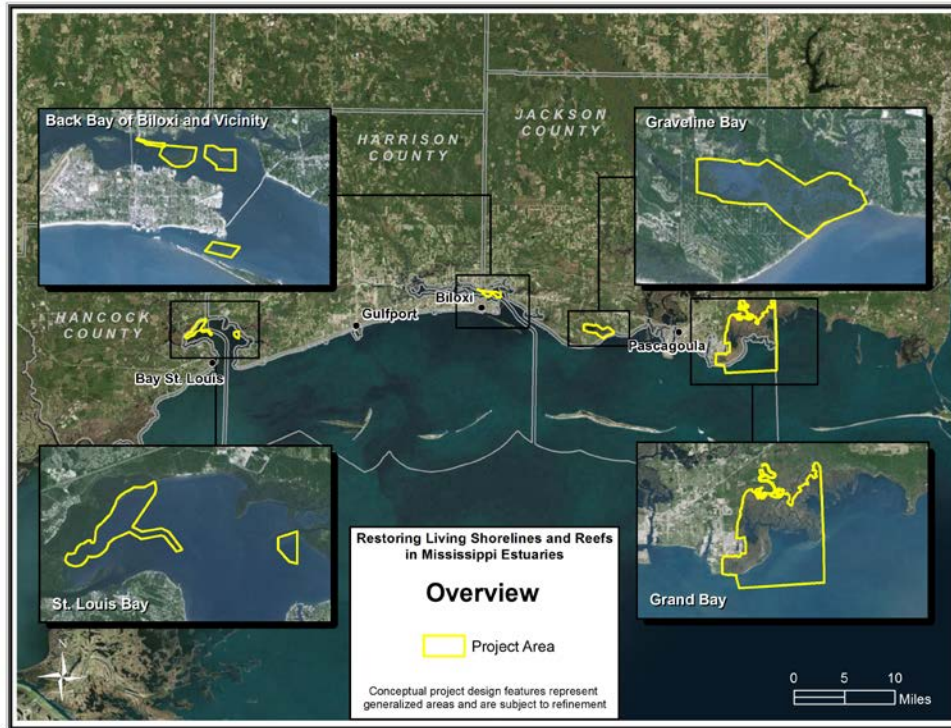 Back Bay of Biloxi and Vicinity
HARRISON
COUNTY
JACKSON
COUNTY
Graveline Bay
HANCOCK
COUNTY
Biloxi
Gulfport
Pascagoula
Bay St. Louis
St. Louis Bay
Grand Bay
Restoring Living Shorelines and Reefs
in Mississippi Estuaries
Overview
Project Area
Conceptual project design features represent
generalized areas and are subject to refinement
N
0 5 10
Miles